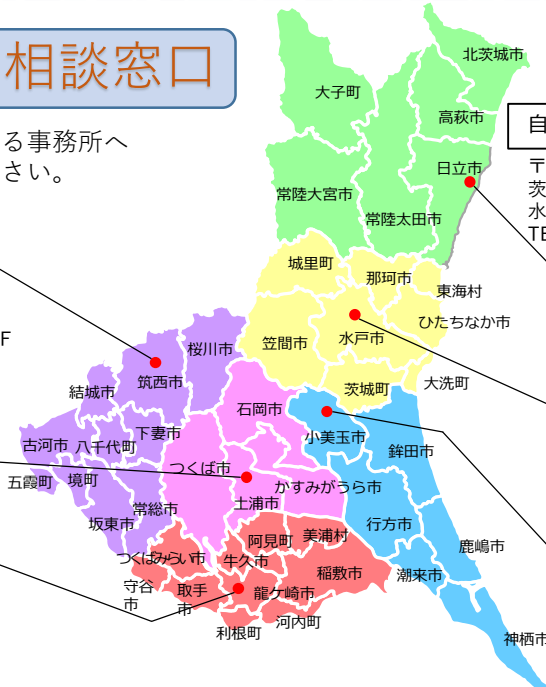 相談窓口
る事務所へ
さい。
自
〒
茨
水
TE
F
北茨城市
大子町
高萩市
日立市
常陸大宮市
常陸太田市
城里町
那珂市
東海村
ひたちなか市
笠間市
水戸市
桜川市
筑西市
茨城町
大洗町
結城市
石岡市
小美玉市
鉾田市
古河市
八千代町
下妻市
つくば市
五霞町
境町
かすみがうら市
土浦市
常総市
坂東市
行方市
阿見町
美浦村
鹿嶋市
つくばみらい市
牛久市
稲敷市
潮来市
守谷
市
取手
市
龍ケ崎市
河内町
利根町
神栖市